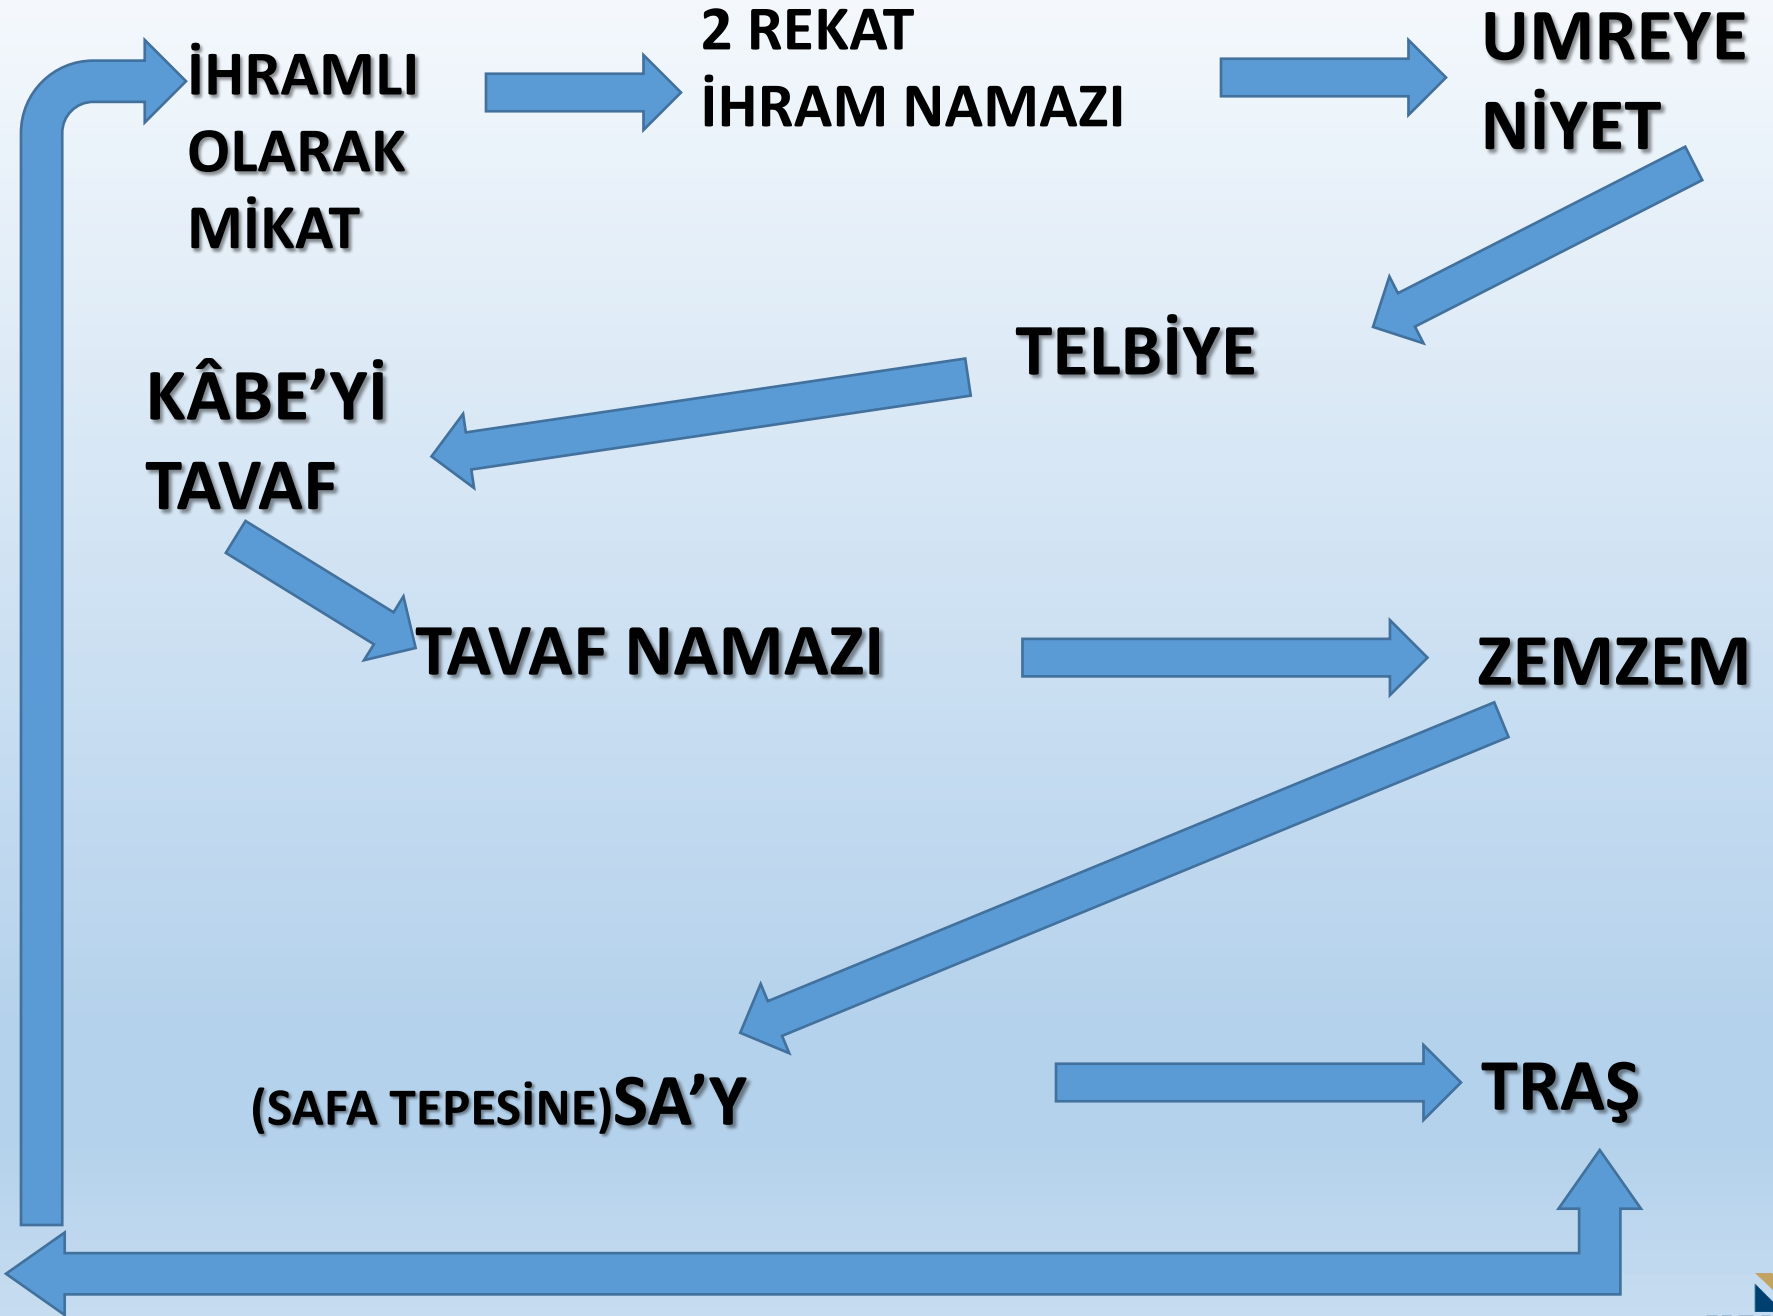 İHRAMLI
OLARAK
MİKAT
2 REKAT
İHRAM NAMAZI
UMREYE
NİYET
TELBİYE
KÂBE’Yİ
TAVAF
TAVAF NAMAZI
ZEMZEM
(SAFA TEPESİNE)SA’Y
TRAŞ